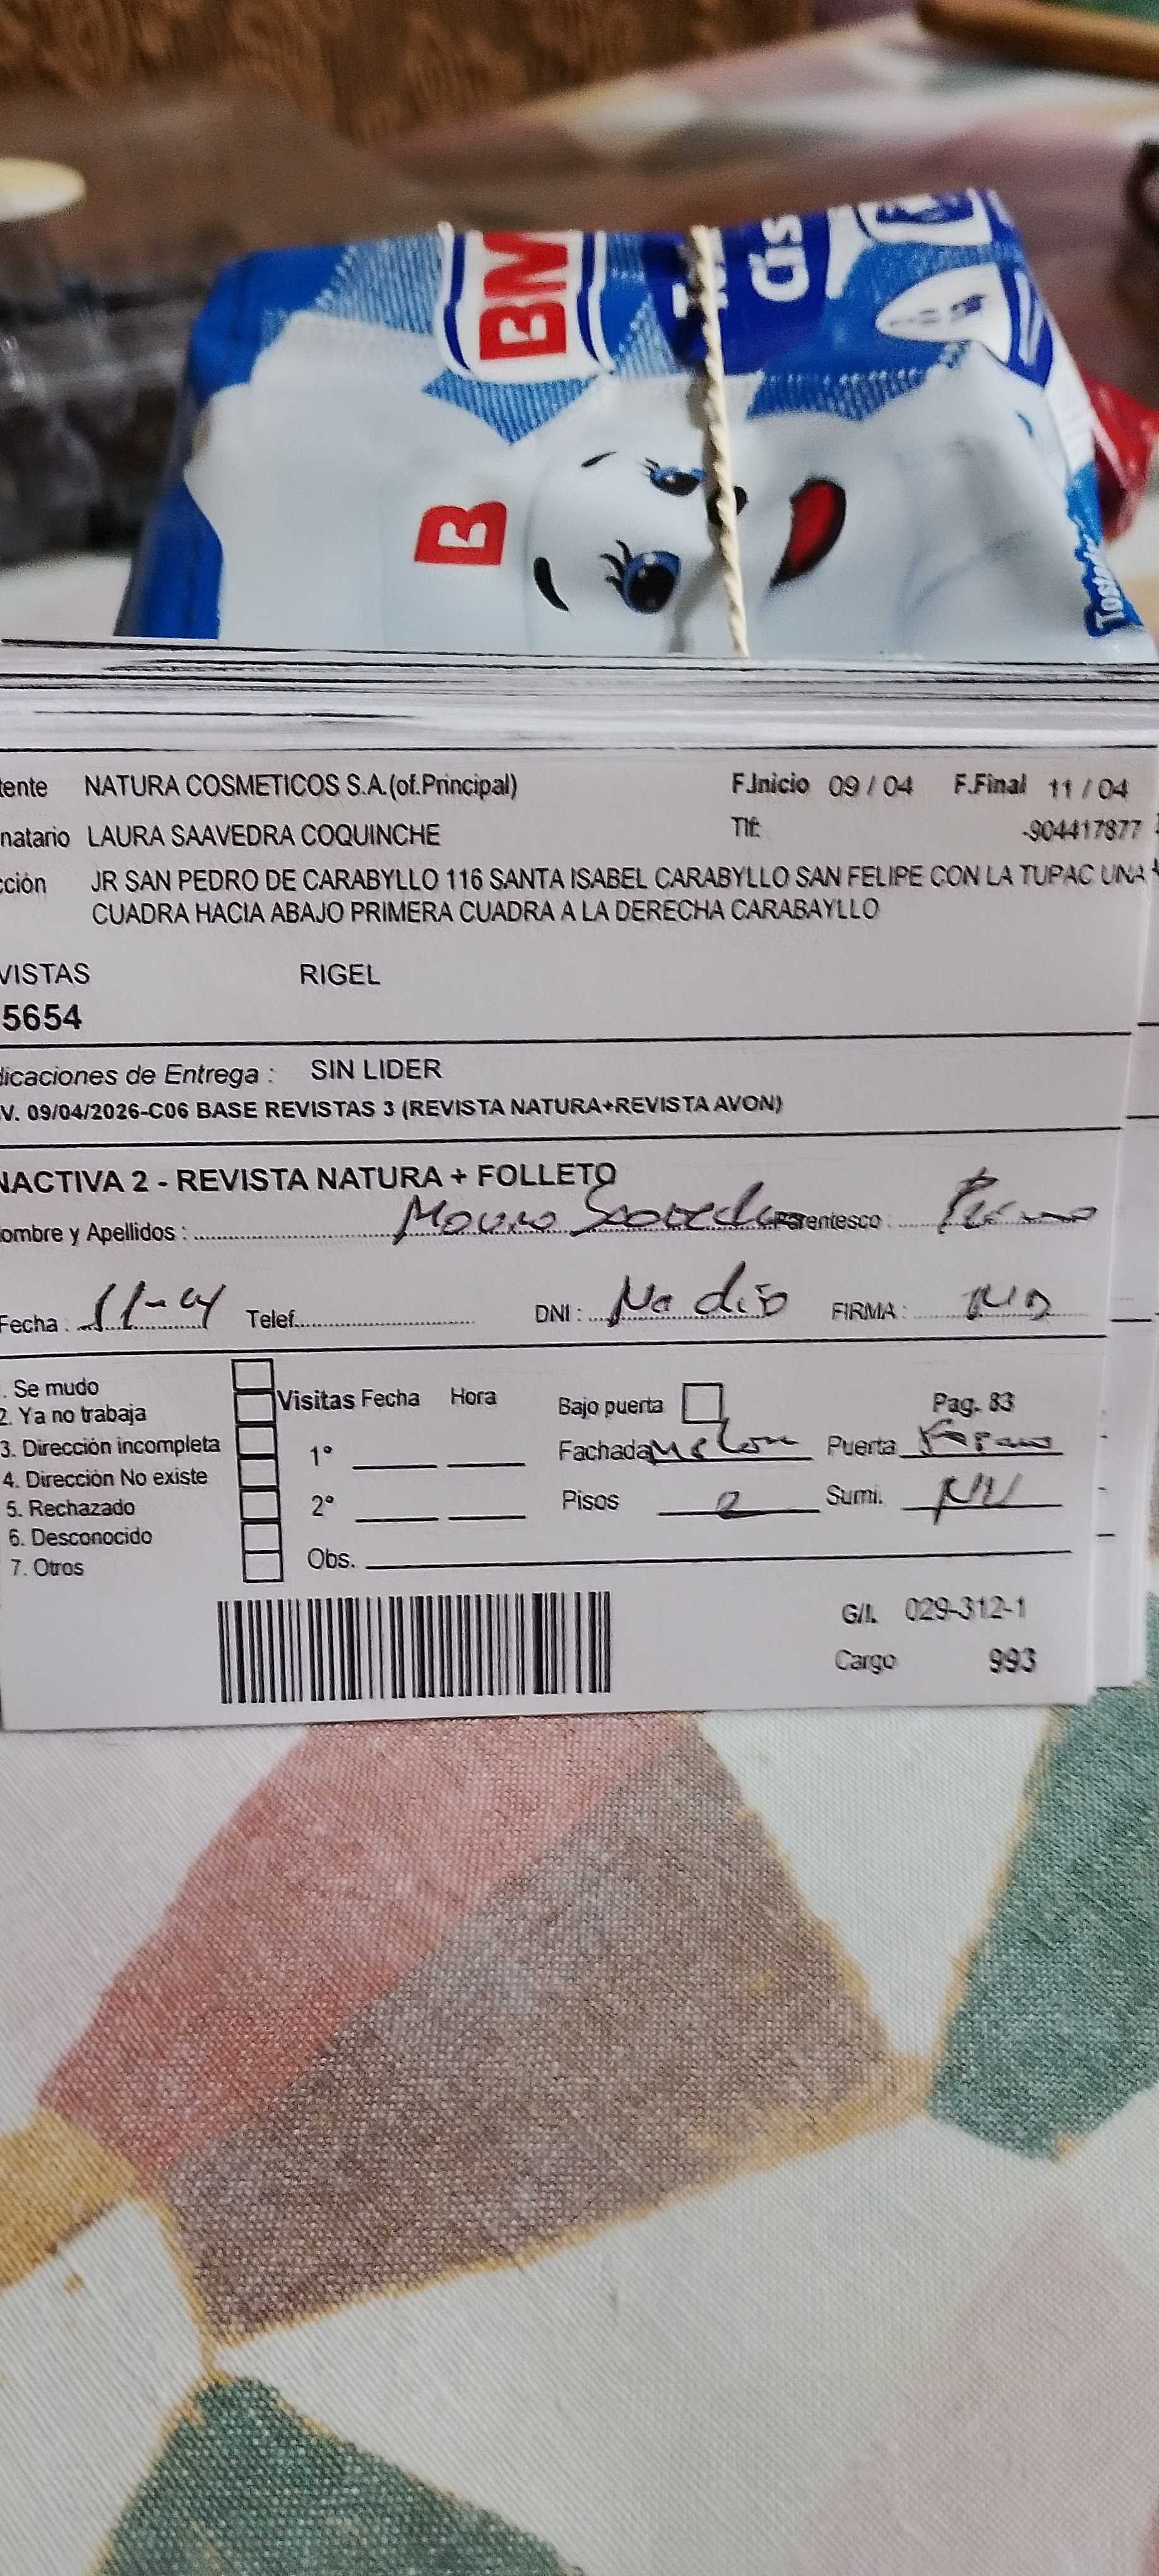 BM
Cis
B
tente NATURA COSMETICOS S.A.(of.Principal) F.Inicio 09 / 04 F.Final 11 / 04
natario LAURA SAAVEDRA COQUINCHE Tlf: -904417877
cción JR SAN PEDRO DE CARABYLLO 116 SANTA ISABEL CARABYLLO SAN FELIPE CON LA TUPAC UNA
CUADRA HACIA ABAJO PRIMERA CUADRA A LA DERECHA CARABAYLLO
VISTAS RIGEL
5654
dicaciones de Entrega : SIN LIDER
V. 09/04/2026-C06 BASE REVISTAS 3 (REVISTA NATURA+REVISTA AVON)
NACTIVA 2 - REVISTA NATURA + FOLLETO
ombre y Apellidos : Saavedra Parentesco :
Fecha : 11-04 Telef. DNI : No dio FIRMA :
1. Se mudo
2. Ya no trabaja Visitas Fecha Hora Bajo puerta Pag. 83
3. Dirección incompleta 1° Fachada Melon Puerta
4. Dirección No existe
5. Rechazado 2° Pisos 2 Sumi.
6. Desconocido
7. Otros Obs.
G/I. 029-312-1
Cargo 993